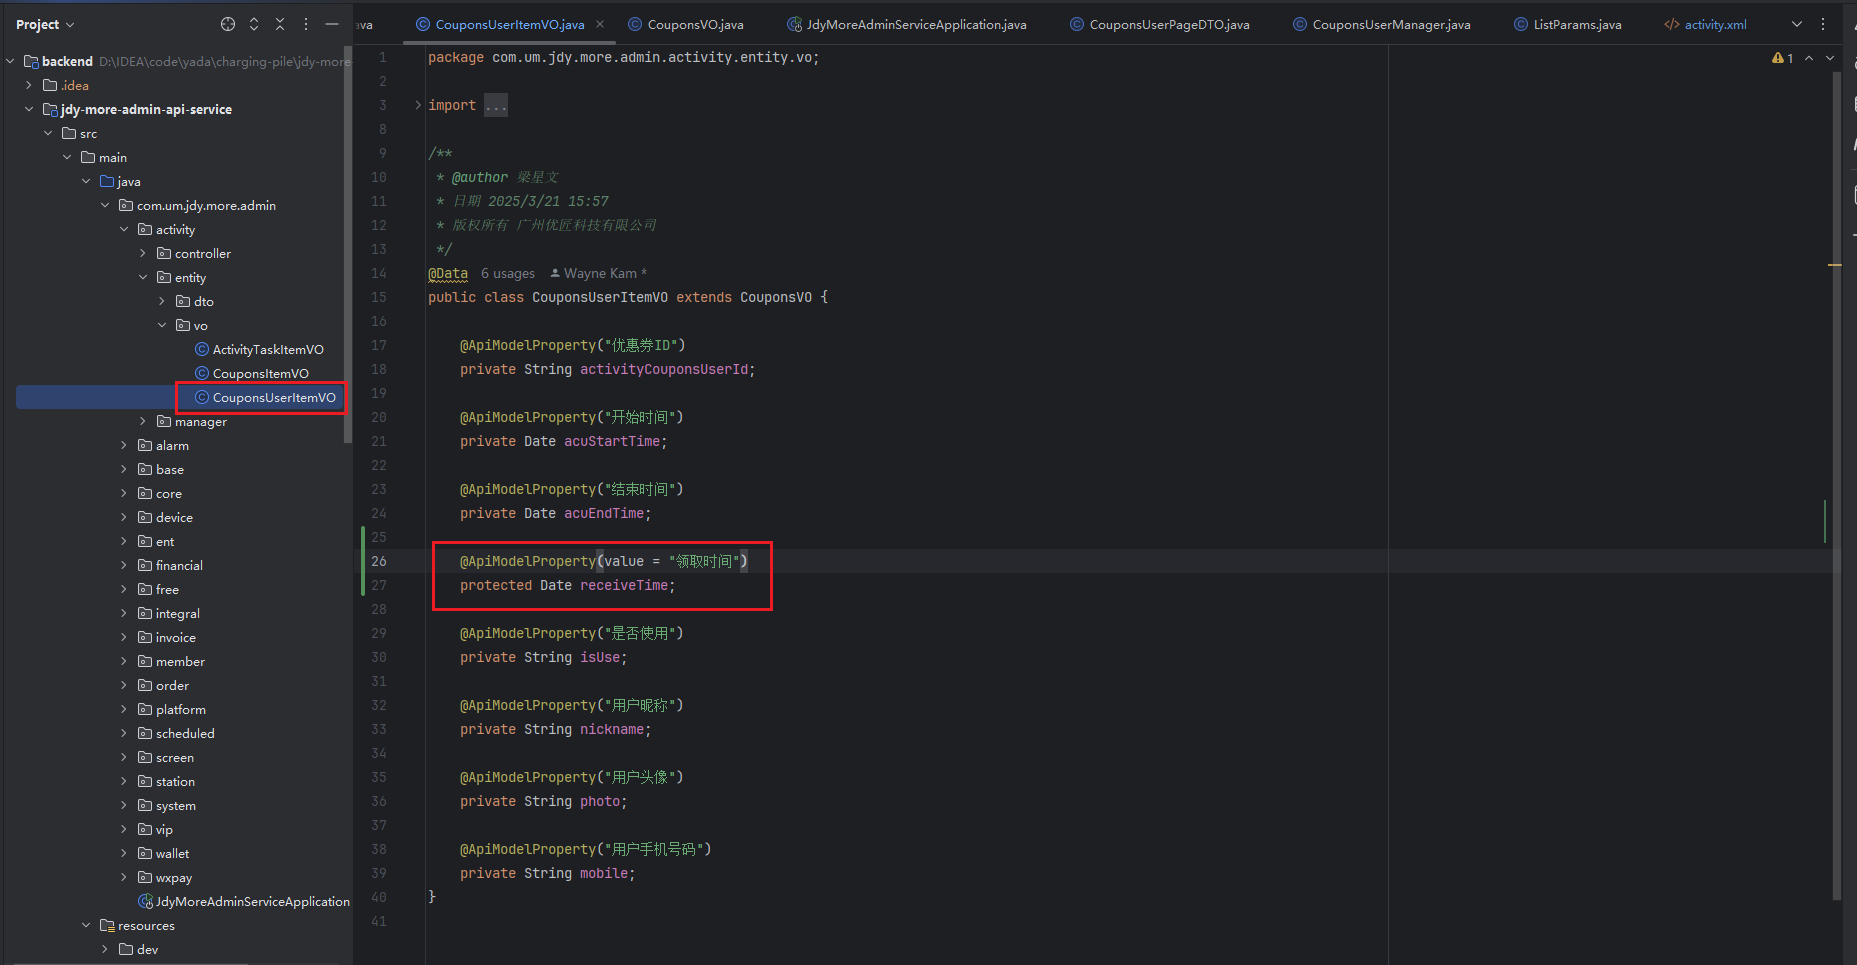 Project
ava
CouponsUserItemVO.java
CouponsVO.java
JdyMoreAdminServiceApplication.java
CouponsUserPageDTO.java
CouponsUserManager.java
ListParams.java
activity.xml
backend D:\IDEA\code\yada\charging-pile\jdy-more-
.idea
jdy-more-admin-api-service
src
main
java
com.um.jdy.more.admin
activity
controller
entity
dto
vo
ActivityTaskItemVO
CouponsItemVO
CouponsUserItemVO
manager
alarm
base
core
device
ent
financial
free
integral
invoice
member
order
platform
scheduled
screen
station
system
vip
wallet
wxpay
JdyMoreAdminServiceApplication
resources
dev
1 package com.um.jdy.more.admin.activity.entity.vo;
2
3 import ...
8
9 /**
10 * @author 梁星文
11 * 日期 2025/3/21 15:57
12 * 版权所有 广州优匠科技有限公司
13 */
14 @Data 6 usages Wayne Kam *
15 public class CouponsUserItemVO extends CouponsVO {
16
17 @ApiModelProperty("优惠券ID")
18 private String activityCouponsUserId;
19
20 @ApiModelProperty("开始时间")
21 private Date acuStartTime;
22
23 @ApiModelProperty("结束时间")
24 private Date acuEndTime;
25
26 @ApiModelProperty(value = "领取时间")
27 protected Date receiveTime;
28
29 @ApiModelProperty("是否使用")
30 private String isUse;
31
32 @ApiModelProperty("用户昵称")
33 private String nickname;
34
35 @ApiModelProperty("用户头像")
36 private String photo;
37
38 @ApiModelProperty("用户手机号码")
39 private String mobile;
40 }
41
1